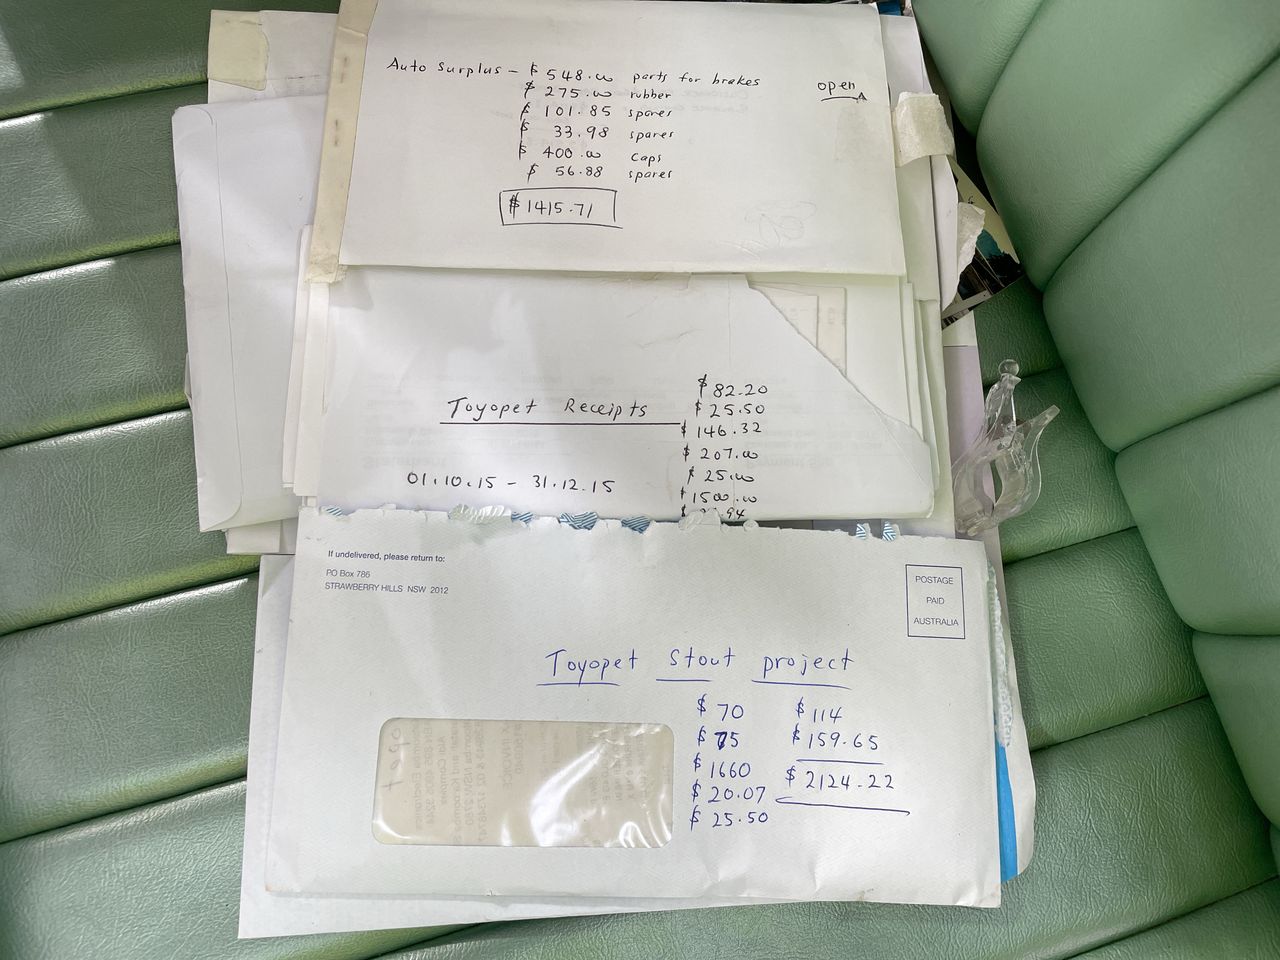 Auto surplus - $ 548.00 parts for brakes
open
$ 275.00 rubber
$ 101.85 spares
$ 33.98 spares
$ 400.00 caps
$ 56.88 spares
$1415.71
$ 82.20
Toyopet Receipts
$ 25.50
$ 146.32
$ 207.00
01.10.15 - 31.12.15
$ 25.00
$ 1500.00
If undelivered, please return to:
PO Box 786
STRAWBERRY HILLS NSW 2012
POSTAGE
PAID
AUSTRALIA
Toyopet Stout project
$ 70 $ 114
$ 75 $ 159.65
$ 1660 $ 2124.22
$ 20.07
$ 25.50